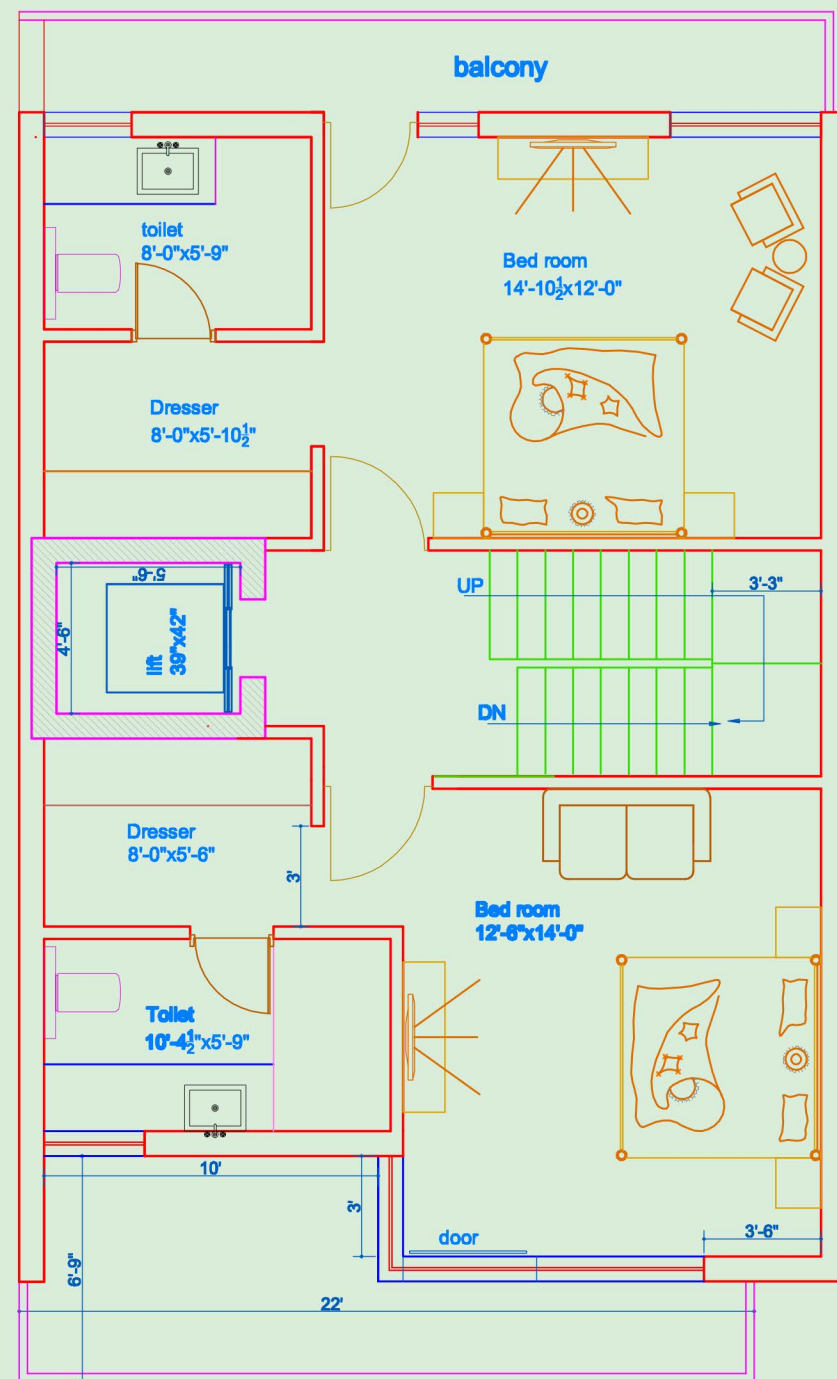 balcony
toilet
8'-0"x5'-9"
Bed room
14'-10½x12'-0"
Dresser
8'-0"x5'-10½"
5'-6"
4'-6"
lift
39"x42"
UP
3'-3"
DN
Dresser
8'-0"x5'-6"
3'
Bed room
12'-6"x14'-0"
Toilet
10'-4½"x5'-9"
10'
3'
door
3'-6"
6'-9"
22'